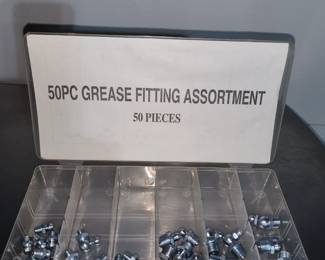 50PC GREASE FITTING ASSORTMENT
50 PIECES